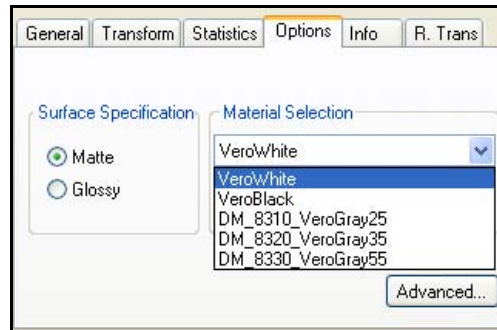 General Transform Statistics Options Info R. Trans
Surface Specification
Matte
Glossy
Material Selection
VeroWhite
VeroWhite
VeroBlack
DM_8310_VeroGray25
DM_8320_VeroGray35
DM_8330_VeroGray55
Advanced...